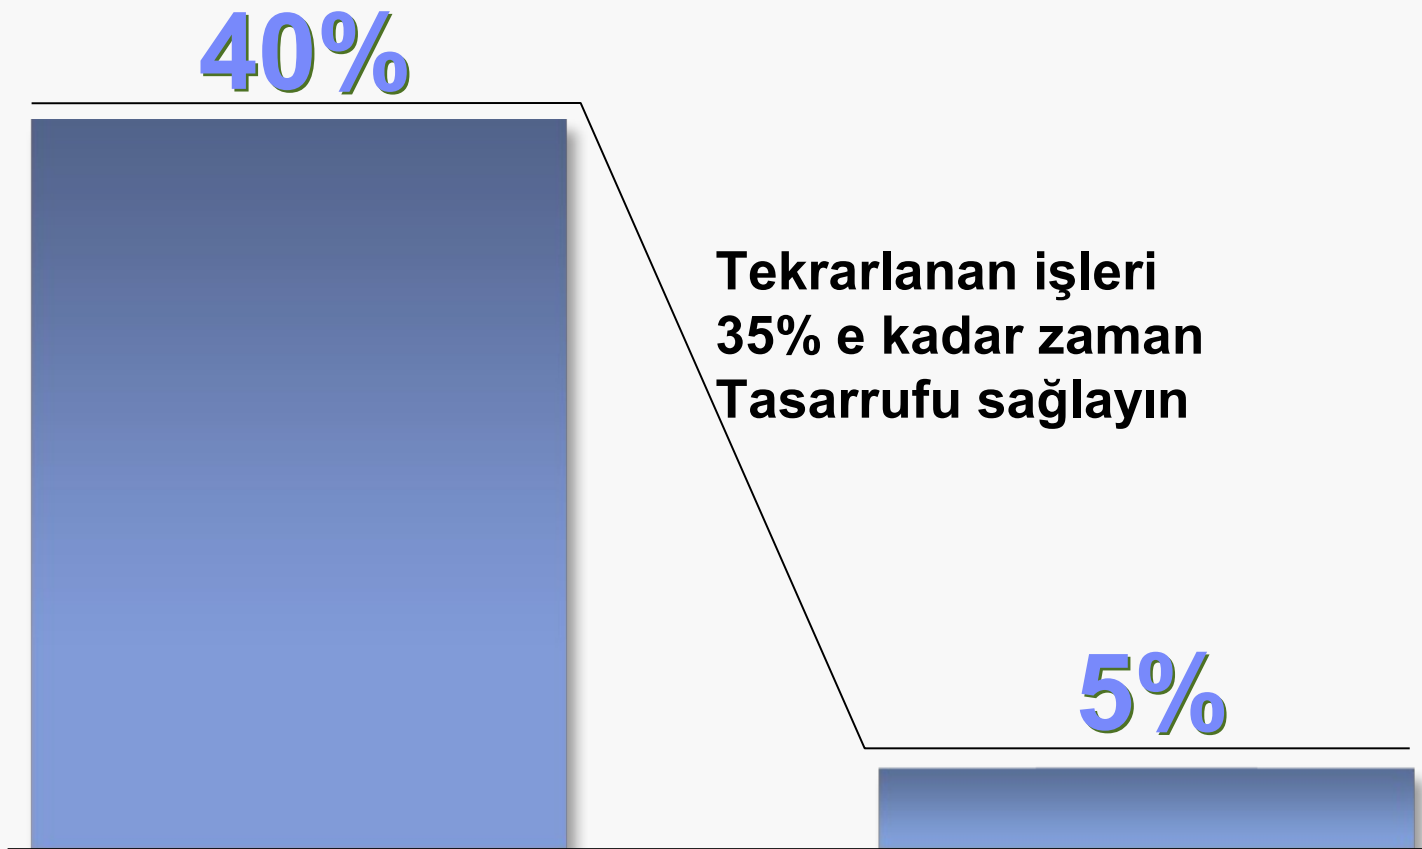 40%
Tekrarlanan işleri
35% e kadar zaman
Tasarrufu sağlayın
5%